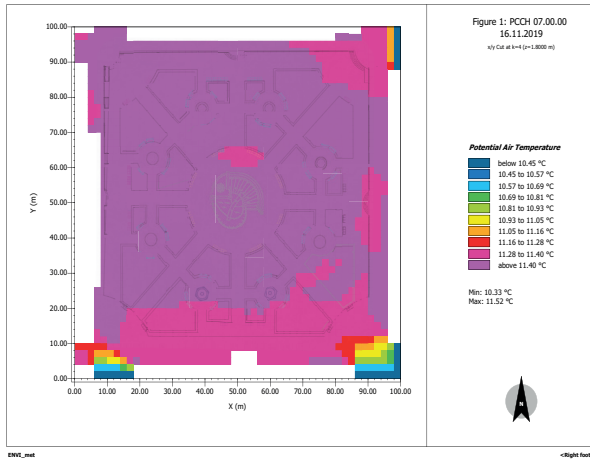 Figure 1: PCCH 07.00.00
16.11.2019
x/y Cut at k=4 (z=1.8000 m)
100.00
90.00
80.00
70.00
60.00
50.00
40.00
30.00
20.00
10.00
0.00
Y (m)
0.00 10.00 20.00 30.00 40.00 50.00 60.00 70.00 80.00 90.00 100.00
X (m)
Potential Air Temperature
below 10.45 °C
10.45 to 10.57 °C
10.57 to 10.69 °C
10.69 to 10.81 °C
10.81 to 10.93 °C
10.93 to 11.05 °C
11.05 to 11.16 °C
11.16 to 11.28 °C
11.28 to 11.40 °C
above 11.40 °C
Min: 10.33 °C
Max: 11.52 °C
N
ENVI_met
<Right foot